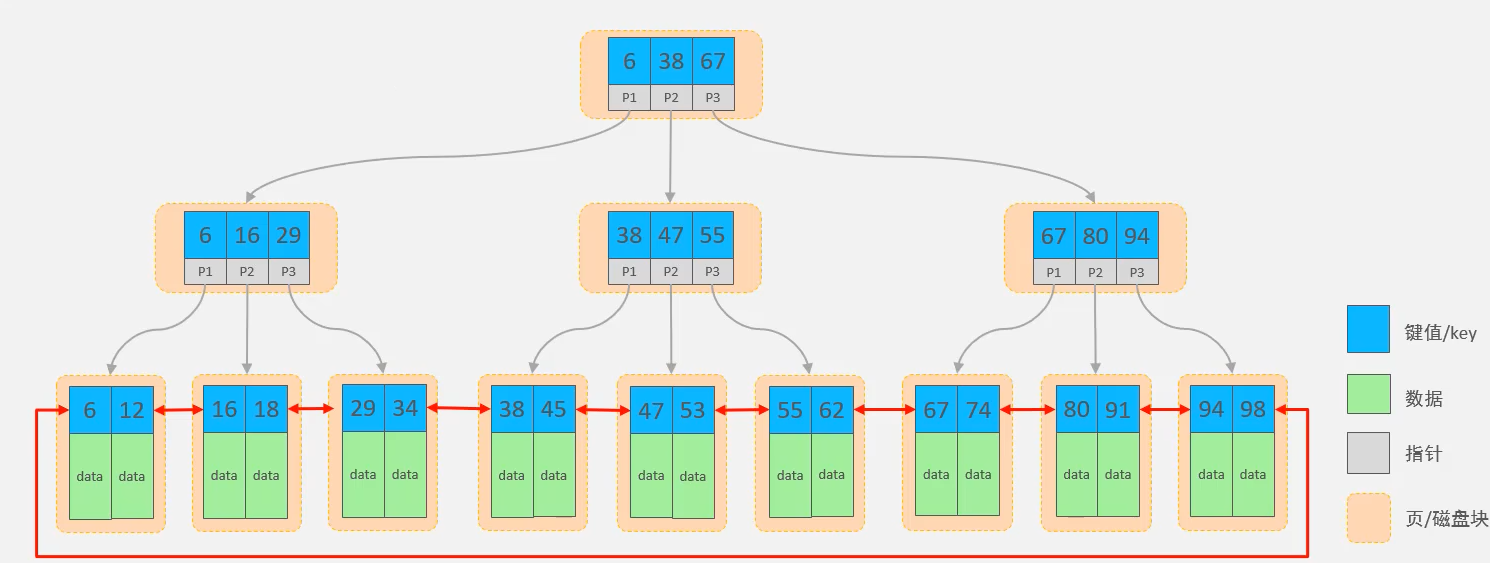 6 38 67
P1 P2 P3
6 16 29
P1 P2 P3
38 47 55
P1 P2 P3
67 80 94
P1 P2 P3
6 12
data data
16 18
data data
29 34
data data
38 45
data data
47 53
data data
55 62
data data
67 74
data data
80 91
data data
94 98
data data
键值/key
数据
指针
页/磁盘块